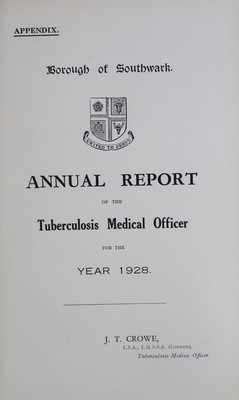 APPENDIX.
Borough of Southwark.
UNITED TO SERVE
ANNUAL REPORT
OF THE
Tuberculosis Medical Officer
FOR THE
YEAR 1928.
J. T. CROWE,
L.S.A., L.M.S.S.A. (London),
Tuberculosis Medical Officer